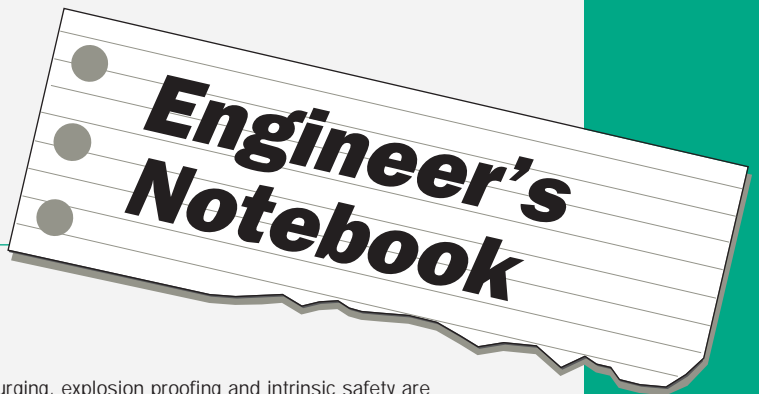 Engineer’s
Notebook
urging, explosion proofing and intrinsic safety are